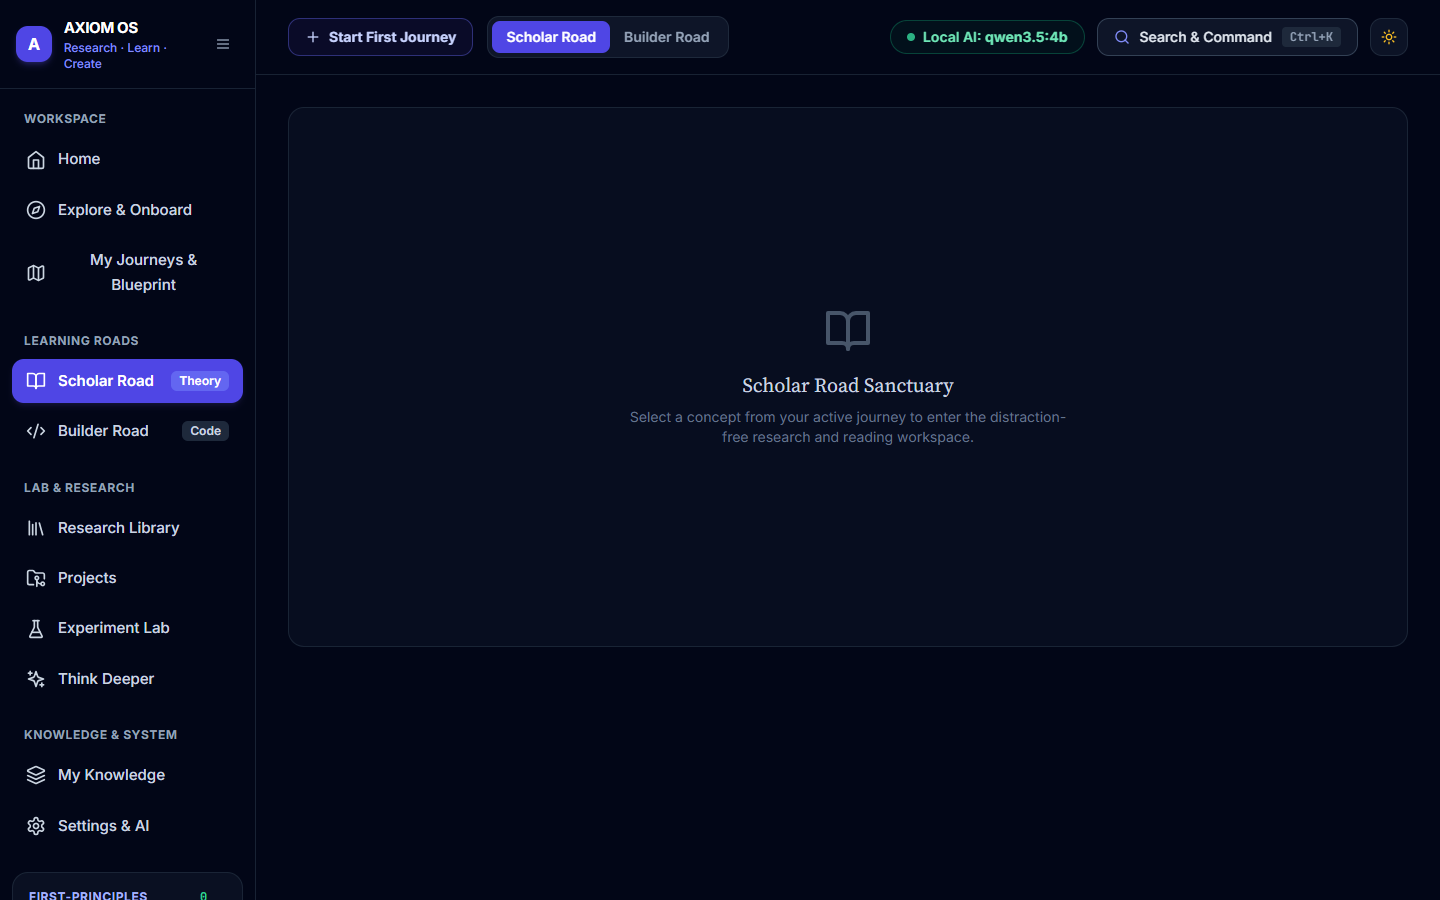 A
AXIOM OS
Research · Learn ·
Create
Start First Journey
Scholar Road
Builder Road
Local AI: qwen3.5:4b
Search & Command
Ctrl+K
WORKSPACE
Home
Explore & Onboard
My Journeys &
Blueprint
LEARNING ROADS
Scholar Road
Theory
Builder Road
Code
LAB & RESEARCH
Research Library
Projects
Experiment Lab
Think Deeper
KNOWLEDGE & SYSTEM
My Knowledge
Settings & AI
FIRST-PRINCIPLES
0
Scholar Road Sanctuary
Select a concept from your active journey to enter the distraction-
free research and reading workspace.